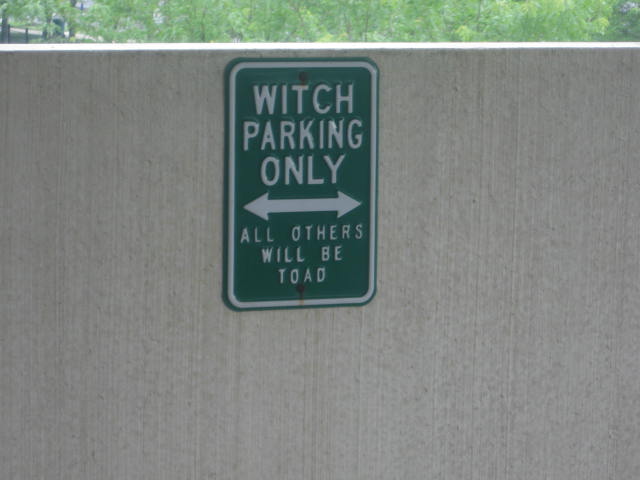 WITCH
PARKING
ONLY
ALL OTHERS
WILL BE
TOAD